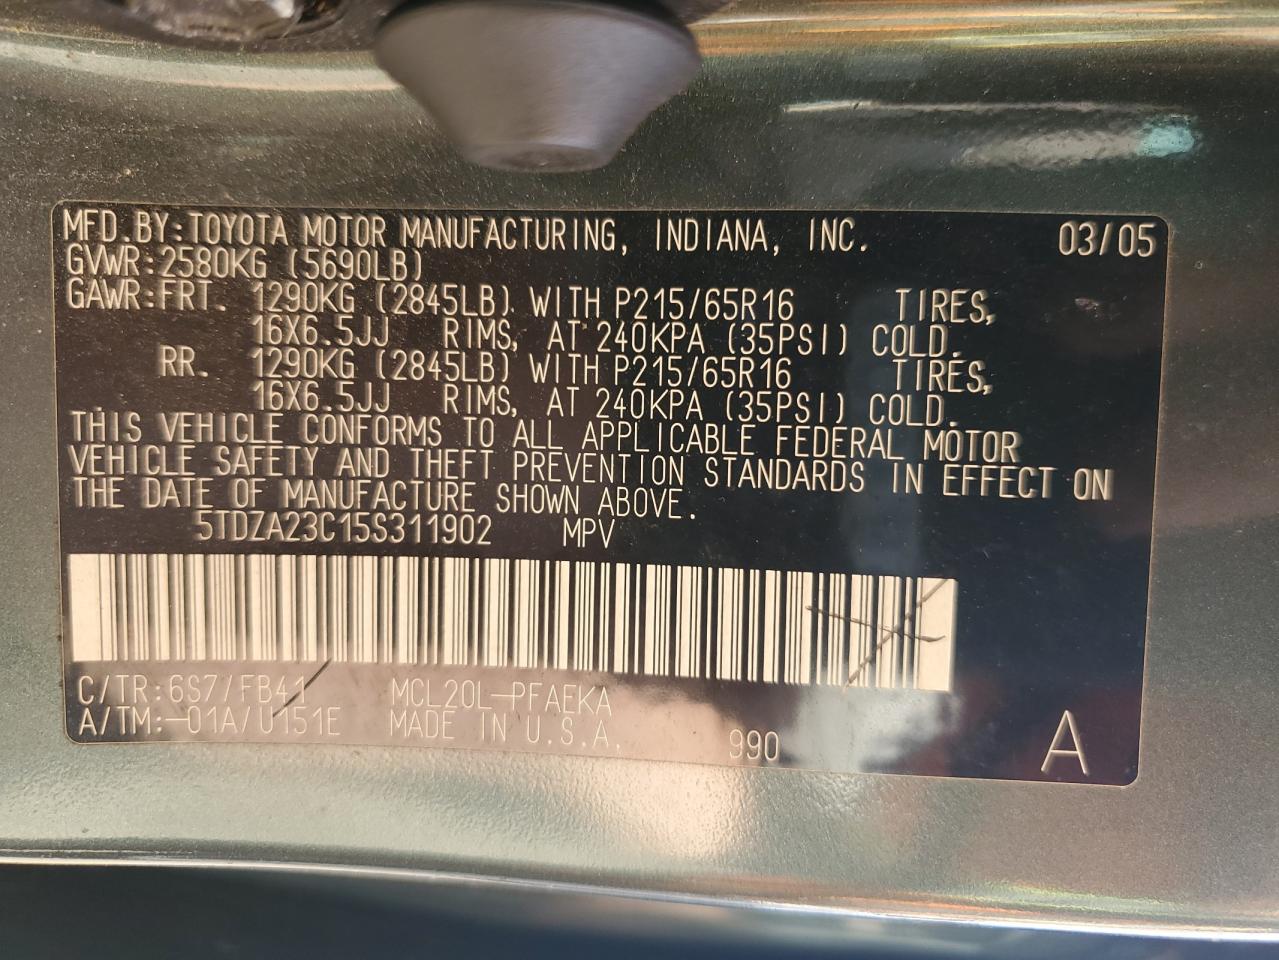 MFD. BY:TOYOTA MOTOR MANUFACTURING, INDIANA, INC. 03/05
GVWR:2580KG (5690LB)
GAWR:FRT. 1290KG (2845LB) WITH P215/65R16 TIRES,
16X6.5JJ RIMS, AT 240KPA (35PSI) COLD.
RR. 1290KG (2845LB) WITH P215/65R16 TIRES,
16X6.5JJ RIMS, AT 240KPA (35PSI) COLD.
THIS VEHICLE CONFORMS TO ALL APPLICABLE FEDERAL MOTOR
VEHICLE SAFETY AND THEFT PREVENTION STANDARDS IN EFFECT ON
THE DATE OF MANUFACTURE SHOWN ABOVE.
5TDZA23C15S311902 MPV
C/TR:6S7/FB41 MCL20L-PFAEKA
A/TM:-01A/U151E MADE IN U.S.A. 990 A